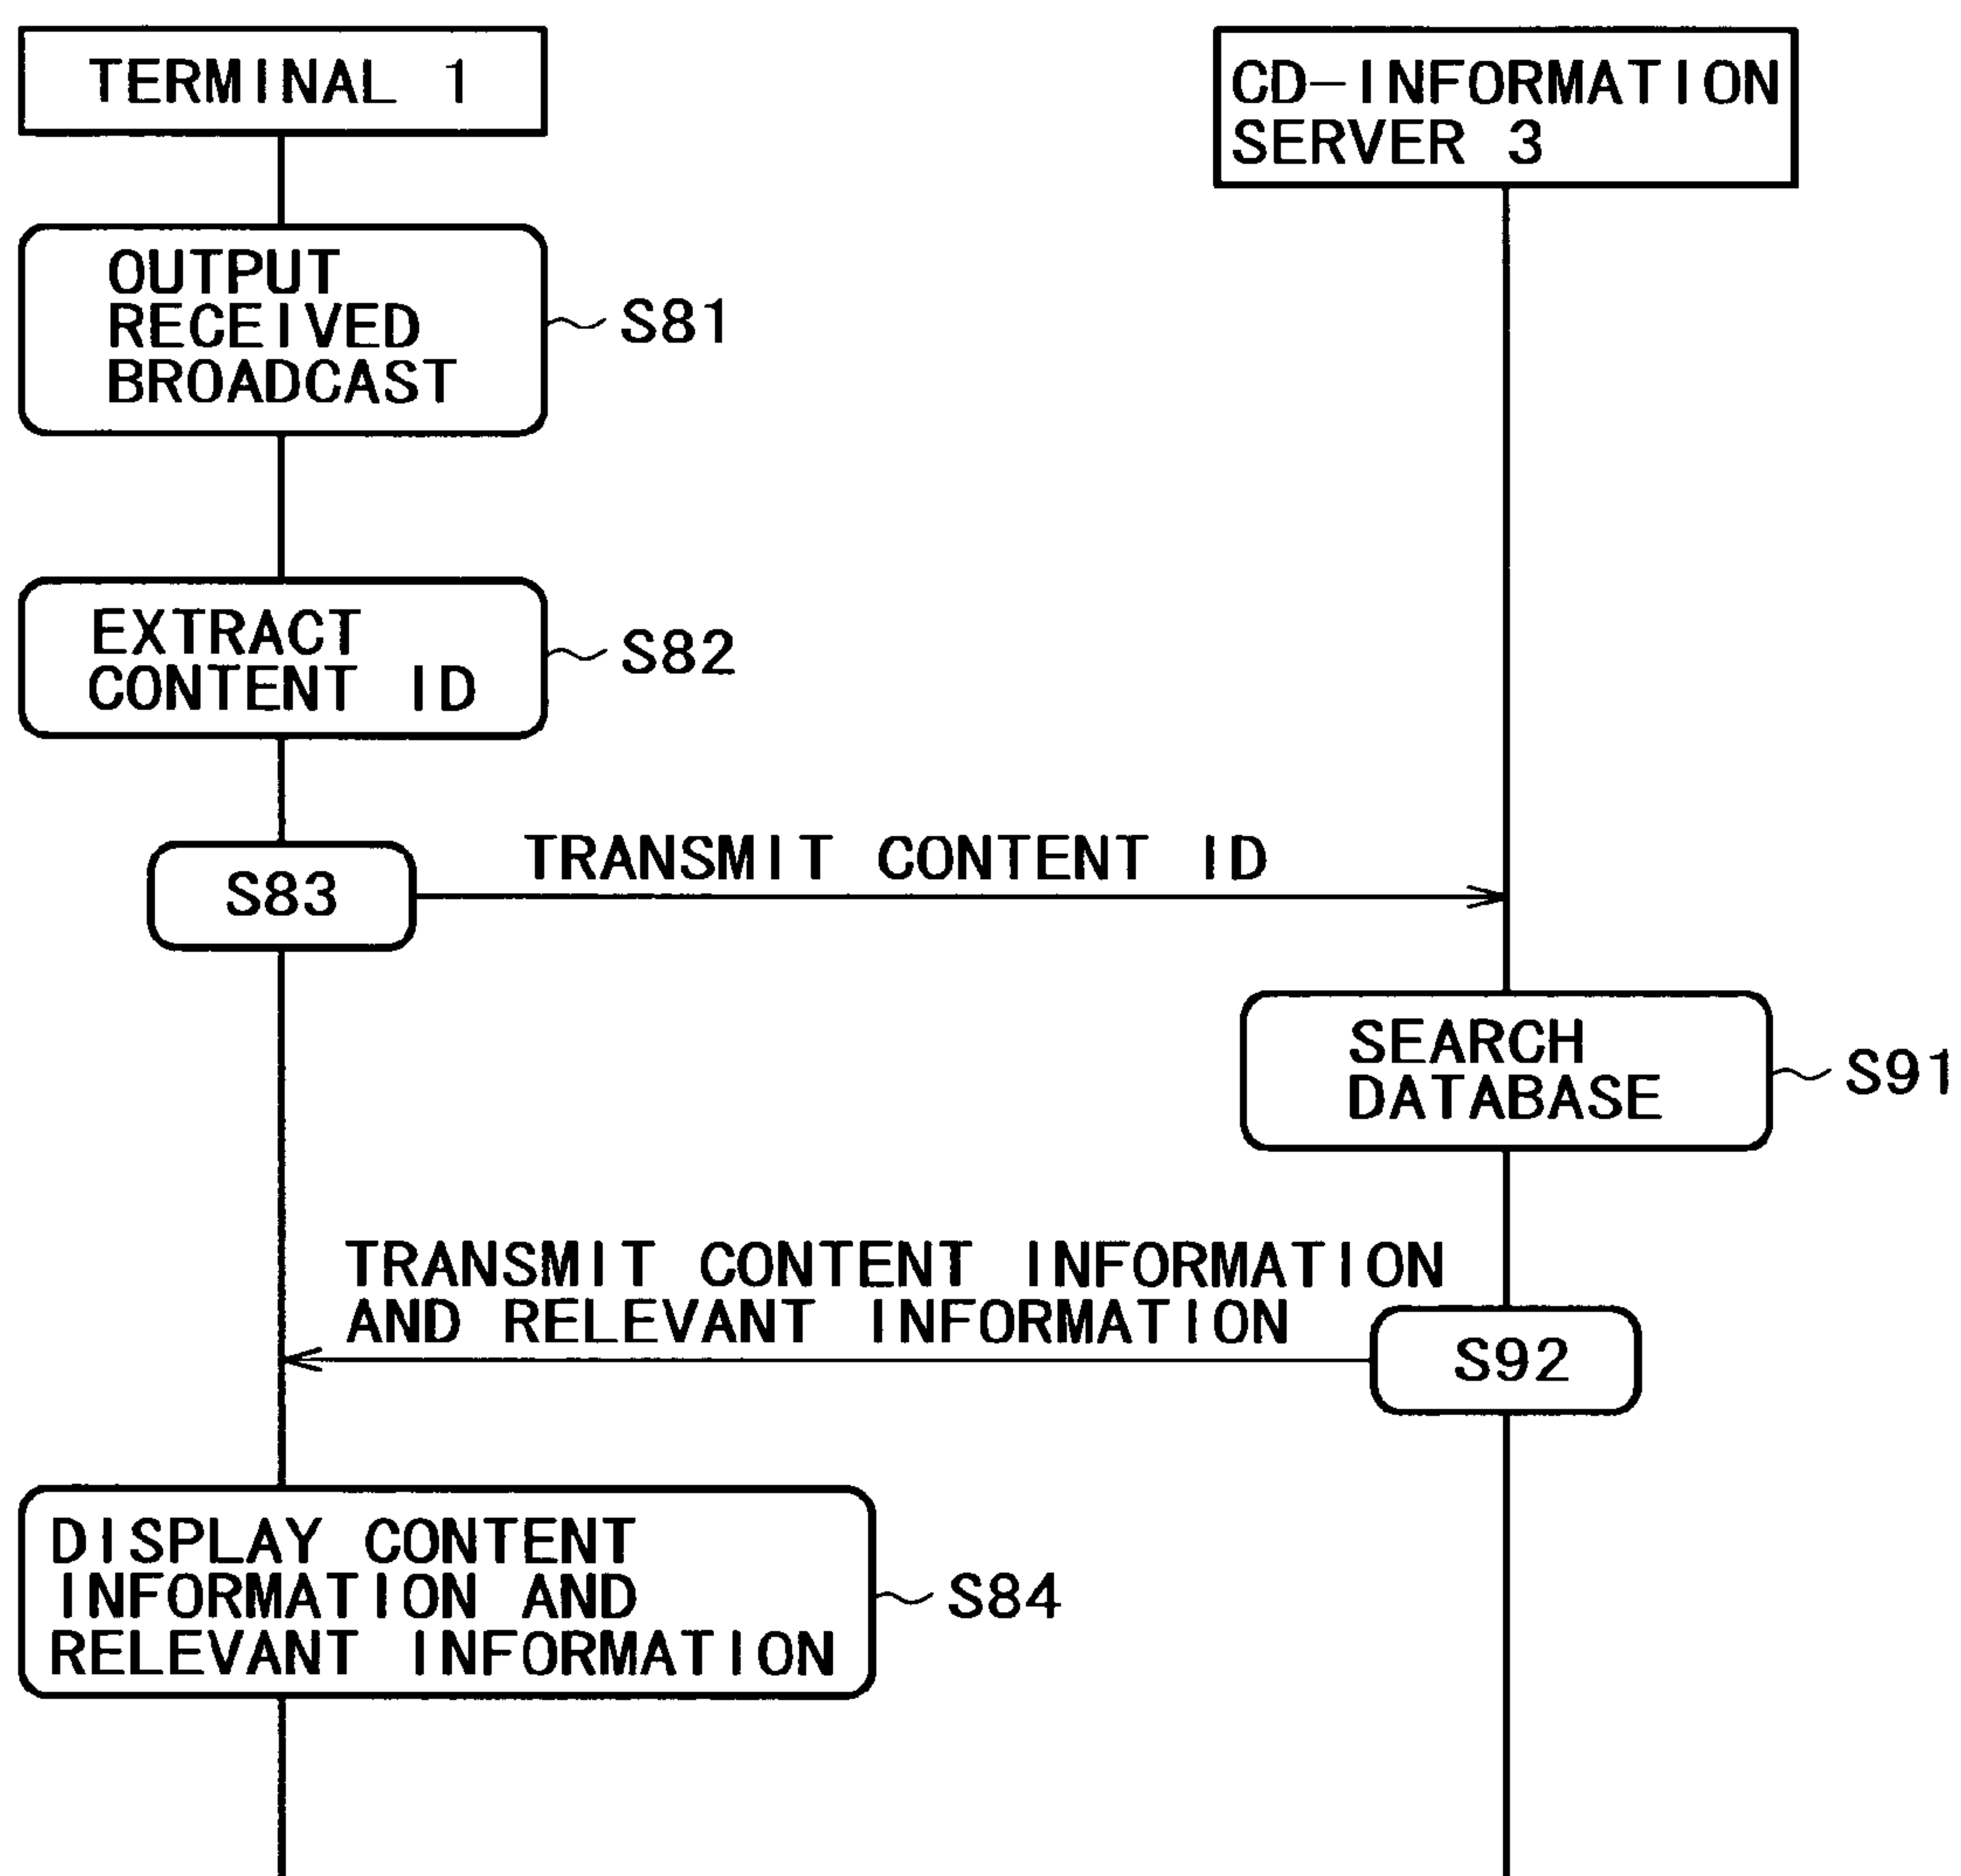 TERMINAL 1
CD-INFORMATION
SERVER 3
OUTPUT
RECEIVED
BROADCAST
S81
EXTRACT
CONTENT ID
S82
TRANSMIT CONTENT ID
S83
SEARCH
DATABASE
S91
TRANSMIT CONTENT INFORMATION
AND RELEVANT INFORMATION
S92
DISPLAY CONTENT
INFORMATION AND
RELEVANT INFORMATION
S84